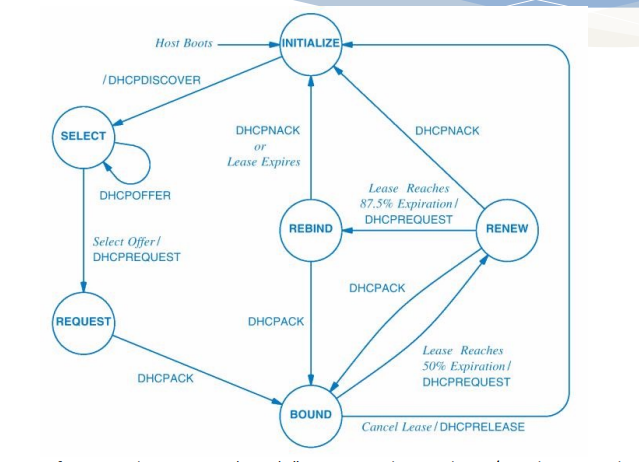 Host Boots
INITIALIZE
/DHCPDISCOVER
SELECT
DHCPNACK
or
Lease Expires
DHCPNACK
DHCPOFFER
Lease Reaches
87.5% Expiration/
DHCPREQUEST
REBIND
RENEW
Select Offer/
DHCPREQUEST
DHCPACK
REQUEST
DHCPACK
Lease Reaches
50% Expiration/
DHCPREQUEST
DHCPACK
BOUND
Cancel Lease/DHCPRELEASE